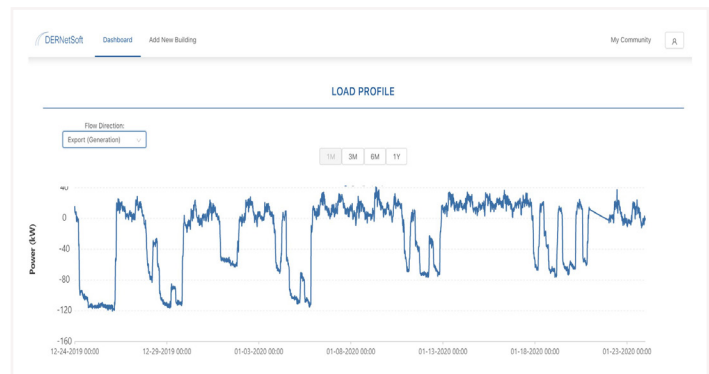 DERNetSoft Dashboard Add New Building My Community
LOAD PROFILE
Flow Direction:
Export (Generation)
1M 3M 6M 1Y
Power (kW)
40
0
-40
-80
-120
-160
12-24-2019 00:00 12-29-2019 00:00 01-03-2020 00:00 01-08-2020 00:00 01-13-2020 00:00 01-18-2020 00:00 01-23-2020 00:00